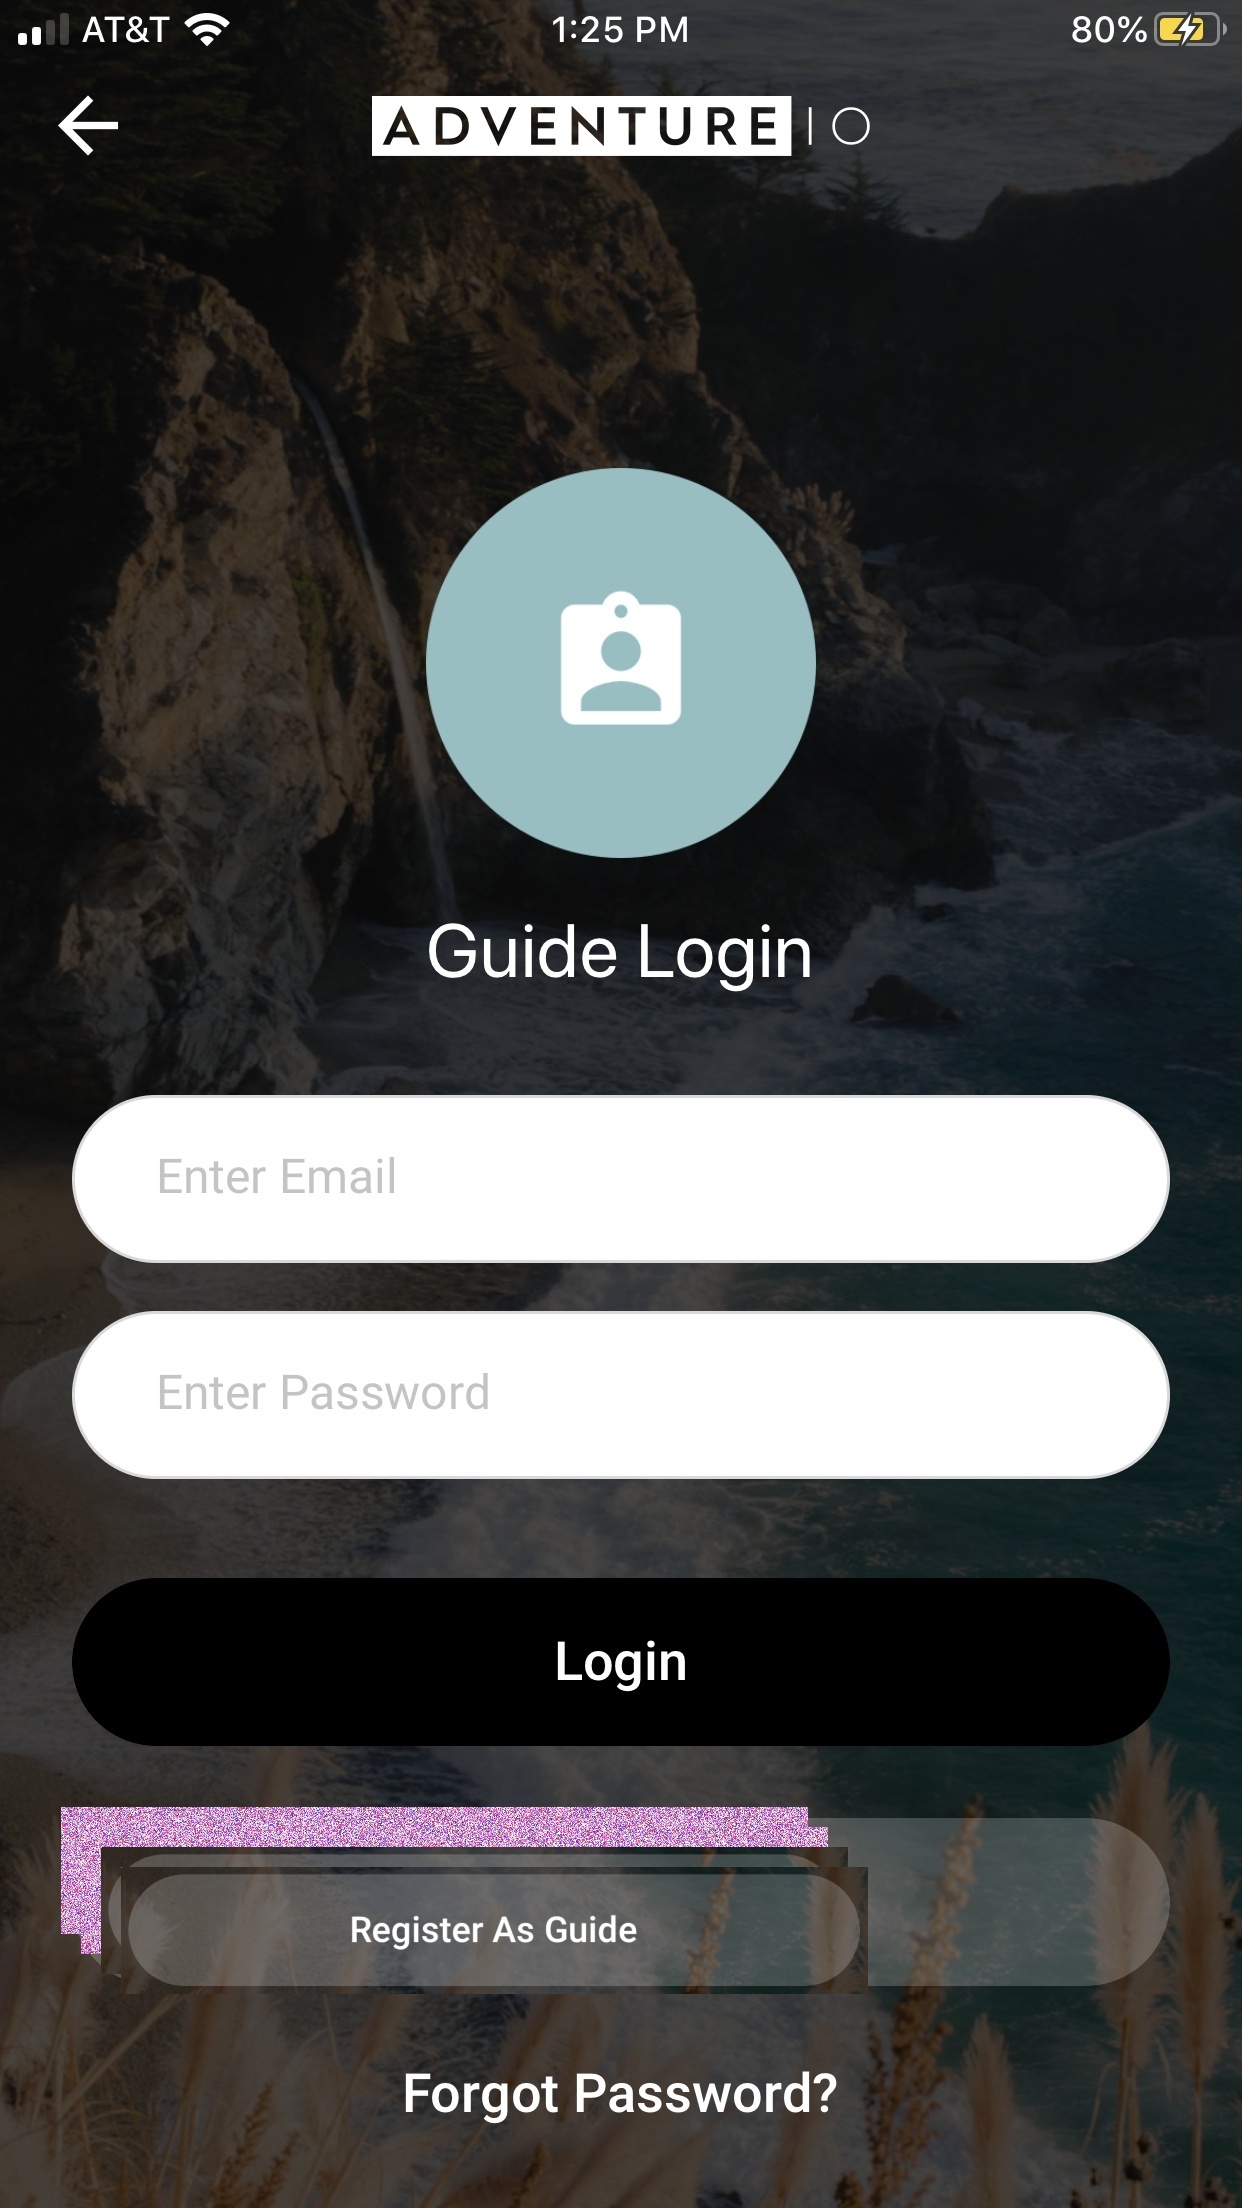 AT&T 1:25 PM 80%
ADVENTURE | O
Guide Login
Enter Email
Enter Password
Login
Register As Guide
Forgot Password?